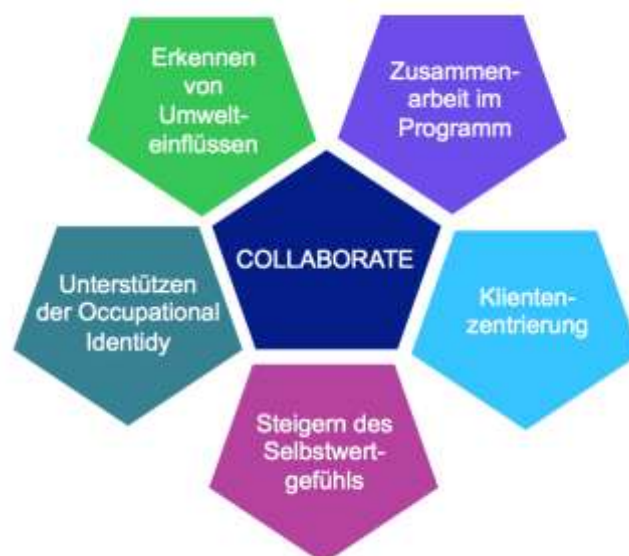 Erkennen
von
Umwelt-
einflüssen
Zusammen-
arbeit im
Programm
COLLABORATE
Unterstützen
der Occupational
Identidy
Klienten-
zentrierung
Steigern des
Selbstwert-
gefühls